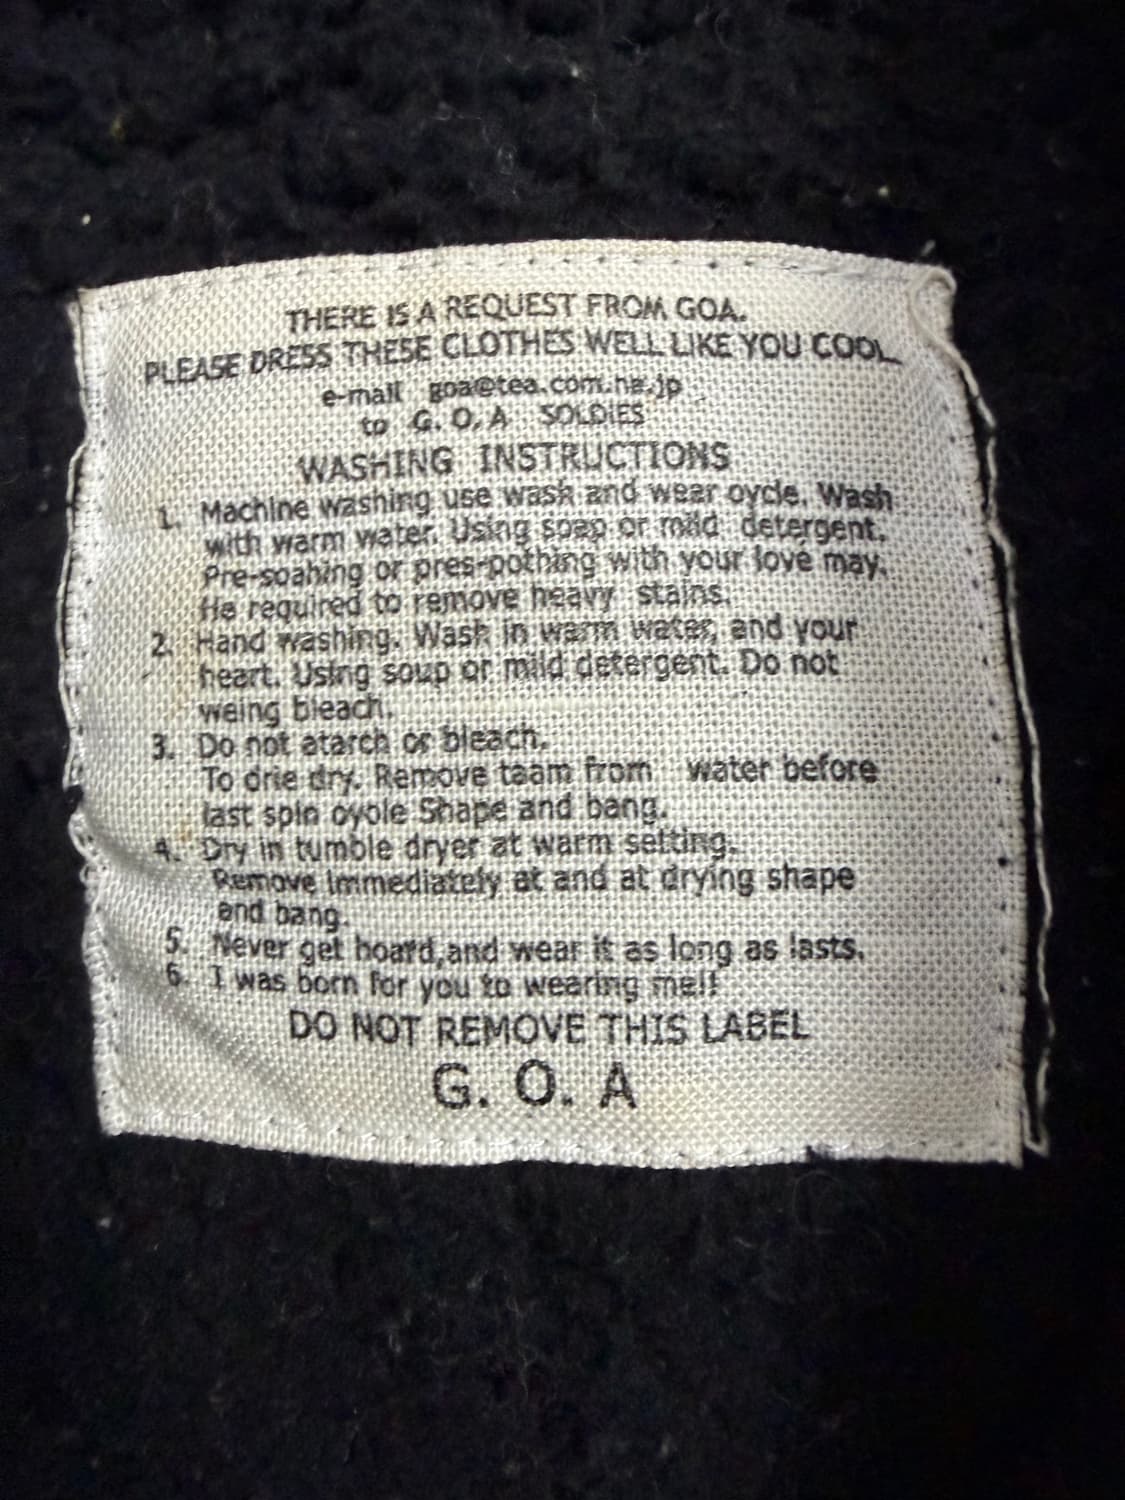 THERE IS A REQUEST FROM GOA.
PLEASE DRESS THESE CLOTHES WELL LIKE YOU COOL
e-mail goa@tea.com.ne.jp
to G. O. A SOLDIES
WASHING INSTRUCTIONS
1. Machine washing use wash and wear oycle. Wash
with warm water. Using soap or mild detergent.
Pre-soahing or pres-pothing with your love may.
He required to remove heavy stains.
2. Hand washing. Wash in warm water, and your
heart. Using soup or mild detergent. Do not
weing bleach.
3. Do not atarch or bleach.
To drie dry. Remove taam from water before
last spin oyole Shape and bang.
4. Dry in tumble dryer at warm setting.
Remove immediately at and at drying shape
and bang.
5. Never get hoard,and wear it as long as lasts.
6. I was born for you to wearing me!!
DO NOT REMOVE THIS LABEL
G. O. A